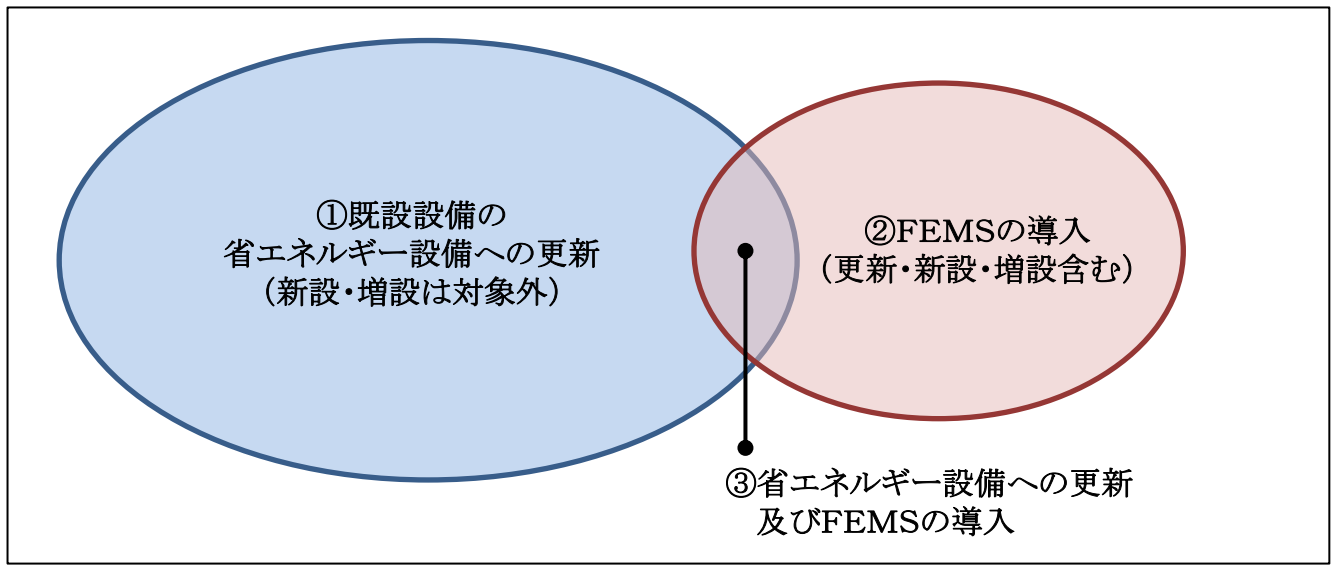 ①既設設備の
省エネルギー設備への更新
（新設・増設は対象外）
②FEMSの導入
（更新・新設・増設含む）
③省エネルギー設備への更新
及びFEMSの導入